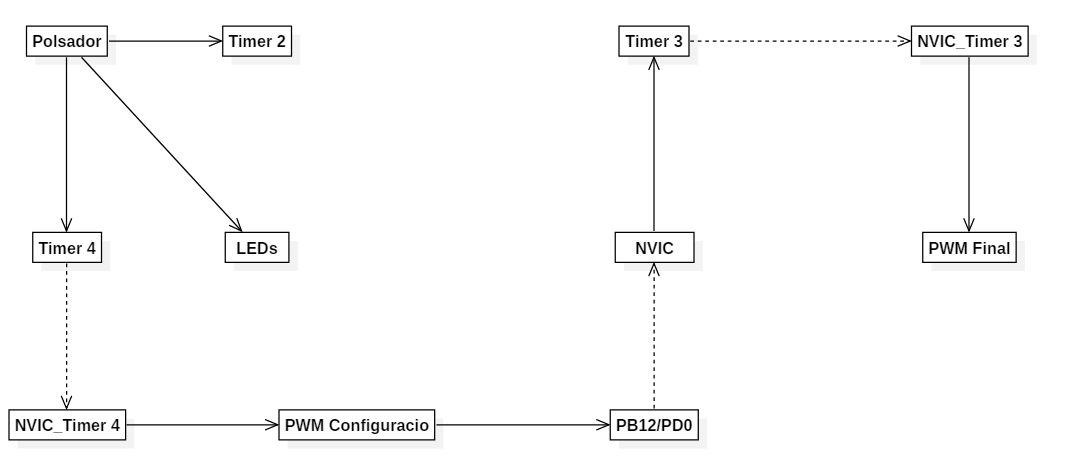 Polsador
Timer 2
Timer 3
NVIC_Timer 3
Timer 4
LEDs
NVIC
PWM Final
NVIC_Timer 4
PWM Configuracio
PB12/PD0